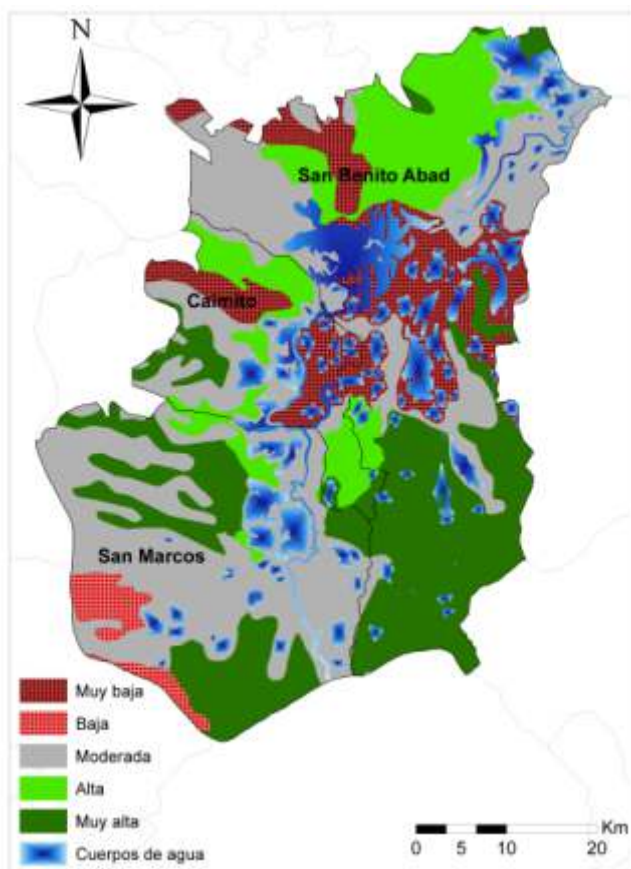 N
San Benito Abad
Caimito
San Marcos
Muy baja
Baja
Moderada
Alta
Muy alta
Cuerpos de agua
Km
0 5 10 20